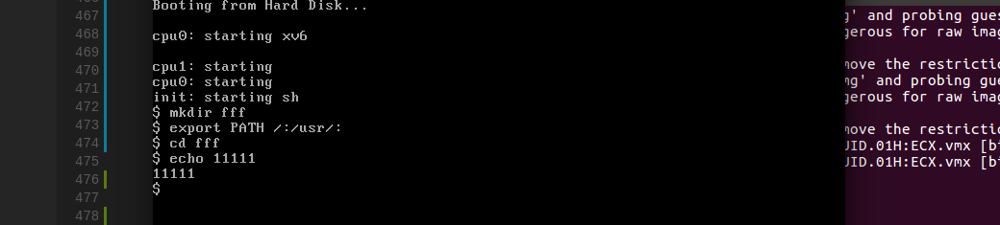 467
468
469
470
471
472
473
474
475
476
477
478
Booting from Hard Disk...
cpu0: starting xv6
cpu1: starting
cpu0: starting
init: starting sh
$ mkdir fff
$ export PATH /:/usr/:
$ cd fff
$ echo 11111
11111
$
' and probing gues
gerous for raw imag
move the restrictio
ng' and probing gue
gerous for raw imag
move the restrictio
UID.01H:ECX.vmx [bi
UID.01H:ECX.vmx [bi